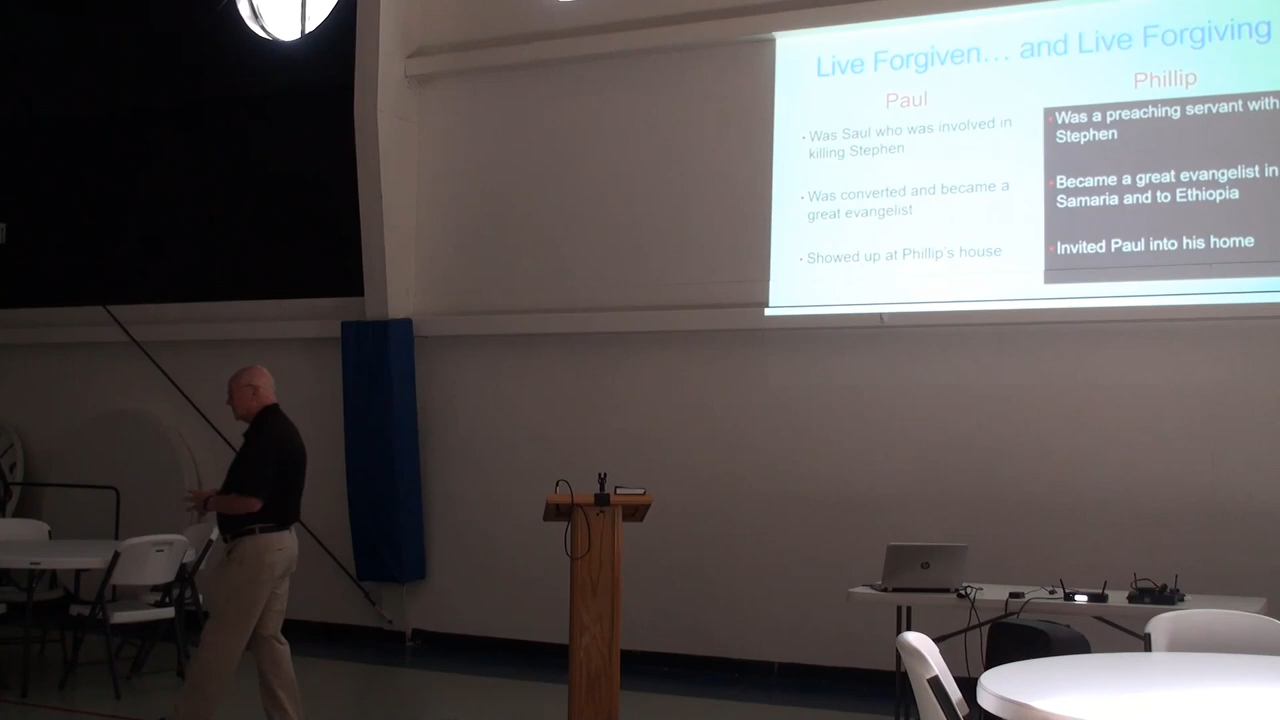 Live Forgiven... and Live Forgiving
Paul
• Was Saul who was involved in
killing Stephen
• Was converted and became a
great evangelist
• Showed up at Phillip's house
Phillip
• Was a preaching servant with
Stephen
• Became a great evangelist in
Samaria and to Ethiopia
• Invited Paul into his home
hp